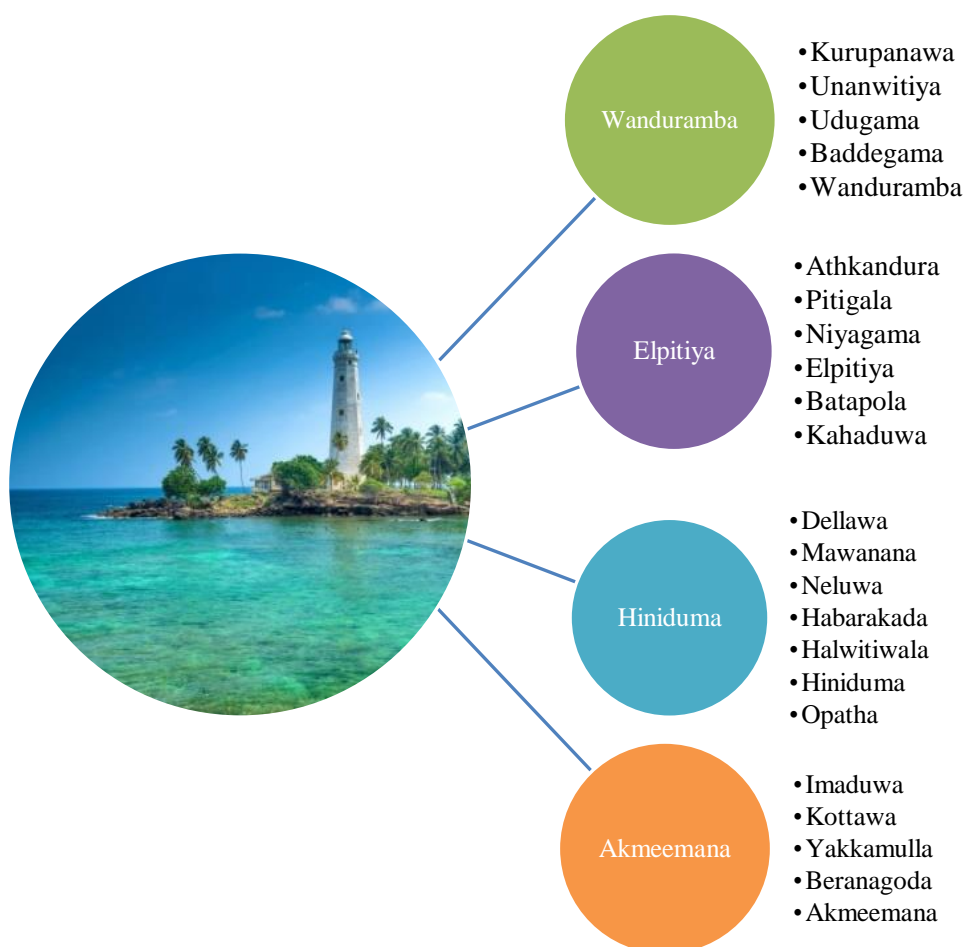 Wanduramba
•Kurupanawa
•Unanwitiya
•Udugama
•Baddegama
•Wanduramba
Elpitiya
•Athkandura
•Pitigala
•Niyagama
•Elpitiya
•Batapola
•Kahaduwa
Hiniduma
•Dellawa
•Mawanana
•Neluwa
•Habarakada
•Halwitiwala
•Hiniduma
•Opatha
Akmeemana
•Imaduwa
•Kottawa
•Yakkamulla
•Beranagoda
•Akmeemana